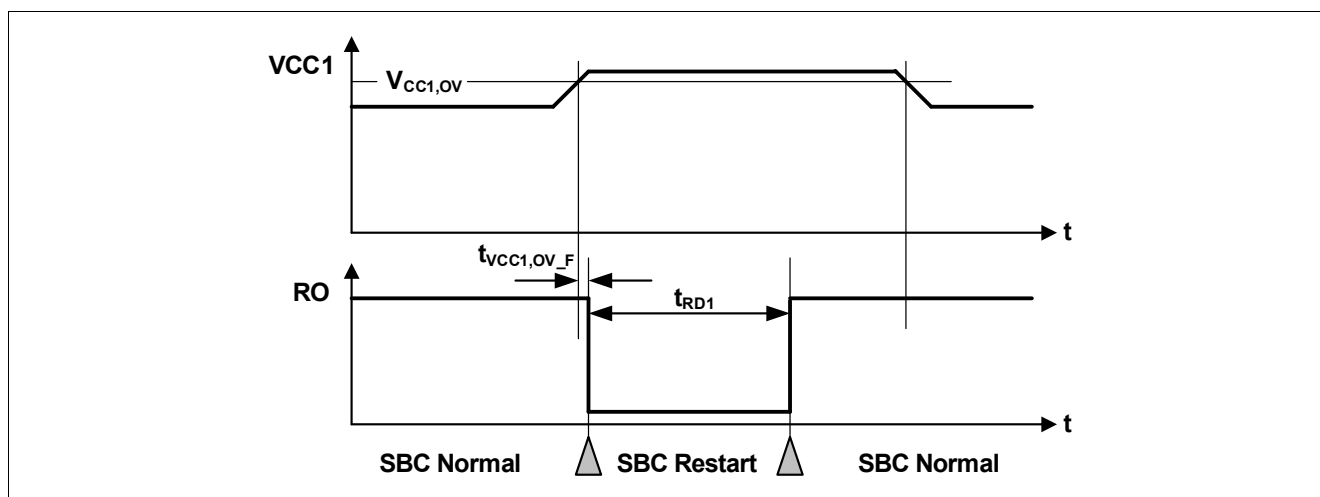 VCC1
VCC1,OV
t
tVCC1,OV_F
RO
tRD1
t
SBC Normal SBC Restart SBC Normal